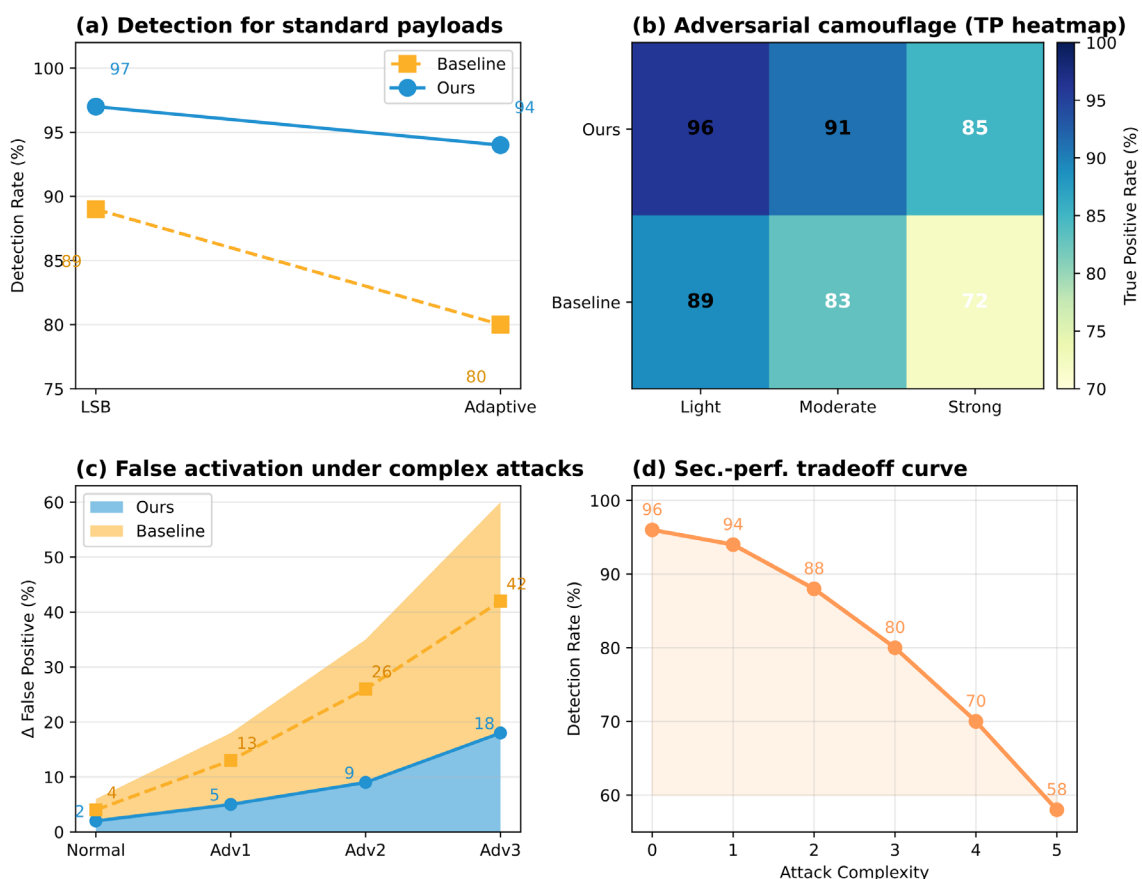 (a) Detection for standard payloads
Detection Rate (%)
100
95
90
85
80
75
97
94
89
80
Baseline
Ours
LSB
Adaptive
(b) Adversarial camouflage (TP heatmap)
Ours
Baseline
96
91
85
89
83
72
Light
Moderate
Strong
100
95
90
85
80
75
70
True Positive Rate (%)
(c) False activation under complex attacks
Δ False Positive (%)
60
50
40
30
20
10
0
Ours
Baseline
2
4
5
13
9
26
18
42
Normal
Adv1
Adv2
Adv3
(d) Sec.-perf. tradeoff curve
Detection Rate (%)
100
90
80
70
60
96
94
88
80
70
58
0
1
2
3
4
5
Attack Complexity